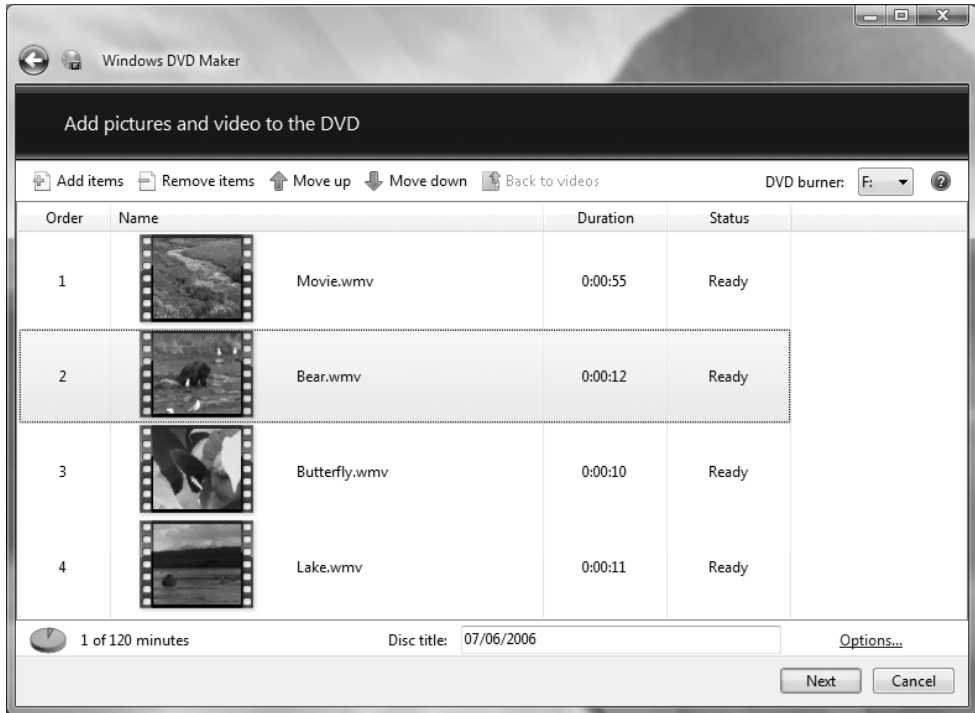 Windows DVD Maker
Add pictures and video to the DVD
Add items Remove items Move up Move down Back to videos DVD burner: F:
Order Name Duration Status
1 Movie.wmv 0:00:55 Ready
2 Bear.wmv 0:00:12 Ready
3 Butterfly.wmv 0:00:10 Ready
4 Lake.wmv 0:00:11 Ready
1 of 120 minutes Disc title: 07/06/2006 Options...
Next Cancel